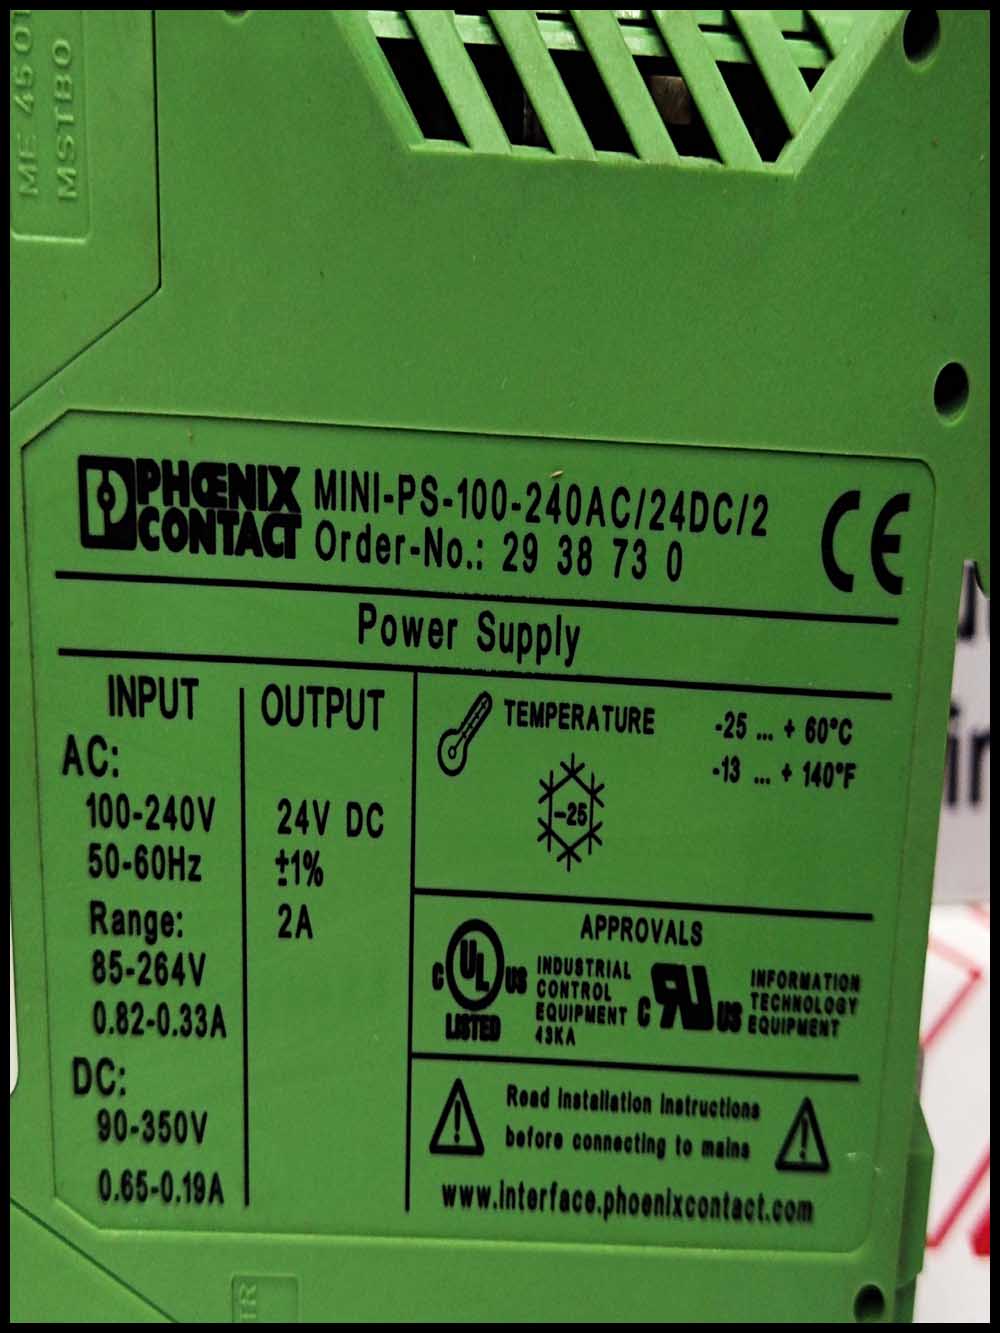 ME 45 O
MSTBO
PHŒNIX
CONTACT
MINI-PS-100-240AC/24DC/2
Order-No.: 29 38 73 0
CE
Power Supply
INPUT
AC:
100-240V
50-60Hz
Range:
85-264V
0.82-0.33A
DC:
90-350V
0.65-0.19A
OUTPUT
24V DC
±1%
2A
TEMPERATURE
-25 ... + 60°C
-13 ... + 140°F
-25
APPROVALS
C UL US
LISTED
INDUSTRIAL
CONTROL
EQUIPMENT
43KA
C RU US
INFORMATION
TECHNOLOGY
EQUIPMENT
Read installation instructions
before connecting to mains
www.interface.phoenixcontact.com